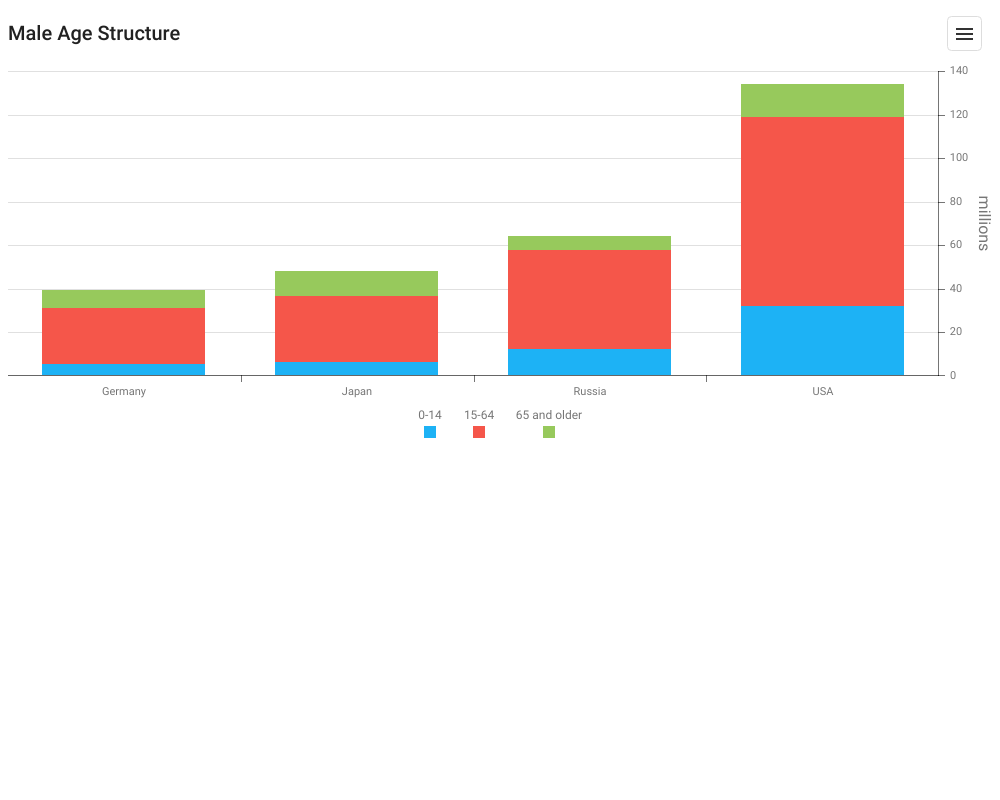 Male Age Structure
140
120
100
80
60
40
20
0
millions
Germany
Japan
Russia
USA
0-14
15-64
65 and older